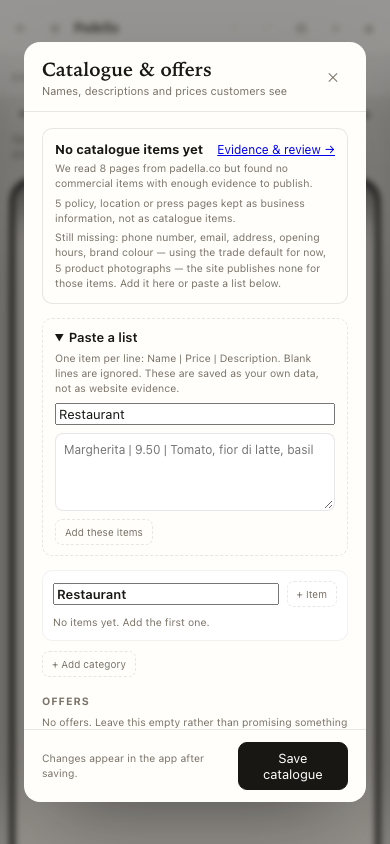 Catalogue & offers
Names, descriptions and prices customers see
No catalogue items yet
Evidence & review →
We read 8 pages from padella.co but found no
commercial items with enough evidence to publish.
5 policy, location or press pages kept as business
information, not as catalogue items.
Still missing: phone number, email, address, opening
hours, brand colour — using the trade default for now,
5 product photographs — the site publishes none for
those items. Add it here or paste a list below.
▼ Paste a list
One item per line: Name | Price | Description. Blank
lines are ignored. These are saved as your own data,
not as website evidence.
Restaurant
Margherita | 9.50 | Tomato, fior di latte, basil
Add these items
Restaurant
+ Item
No items yet. Add the first one.
+ Add category
OFFERS
No offers. Leave this empty rather than promising something
Changes appear in the app after
saving.
Save
catalogue